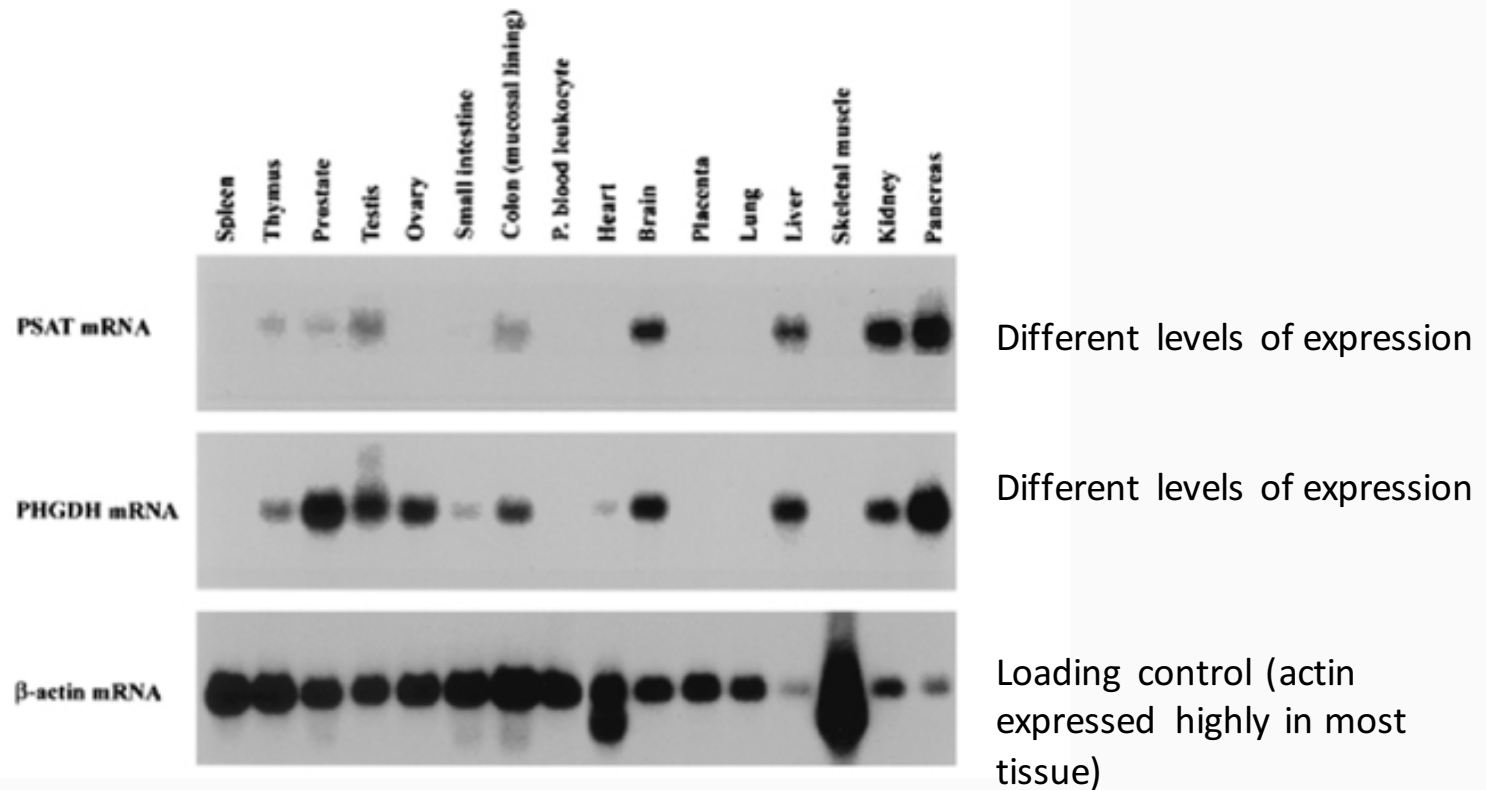 Spleen
Thymus
Prostate
Testis
Ovary
Small intestine
Colon (mucosal lining)
P. blood leukocyte
Heart
Brain
Placenta
Lung
Liver
Skeletal muscle
Kidney
Pancreas
PSAT mRNA
Different levels of expression
PHGDH mRNA
Different levels of expression
β-actin mRNA
Loading control (actin
expressed highly in most
tissue)